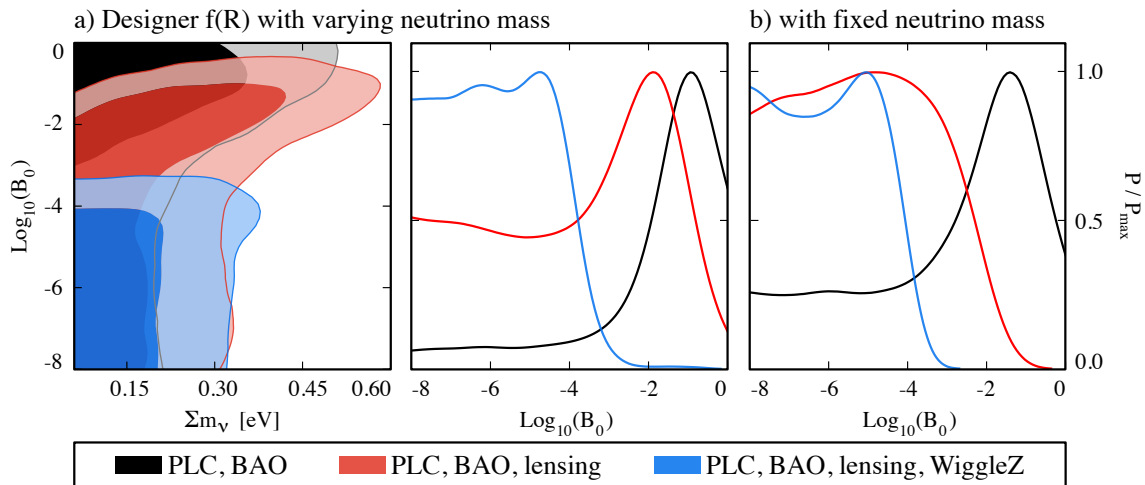 a) Designer f(R) with varying neutrino mass
b) with fixed neutrino mass
Log₁₀(B₀)
0
-2
-4
-6
-8
0.15
0.30
0.45
0.60
Σmᵥ [eV]
-8
-6
-4
-2
0
Log₁₀(B₀)
-8
-6
-4
-2
0
Log₁₀(B₀)
1.0
0.5
0.0
P / Pₘₐₓ
PLC, BAO
PLC, BAO, lensing
PLC, BAO, lensing, WiggleZ